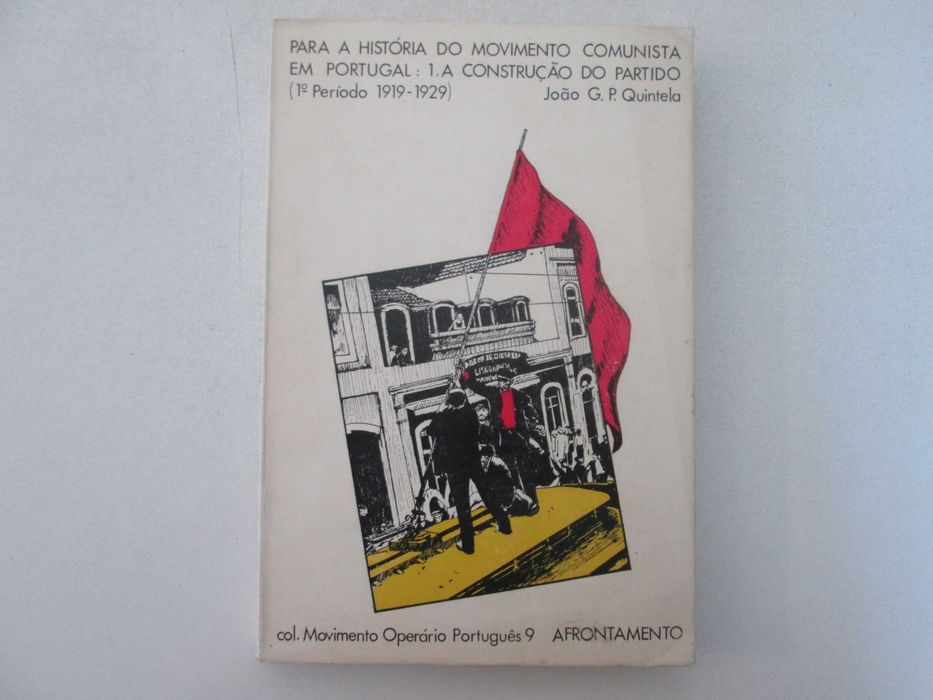 PARA A HISTÓRIA DO MOVIMENTO COMUNISTA
EM PORTUGAL: 1. A CONSTRUÇÃO DO PARTIDO
(1º Período 1919-1929) João G. P. Quintela
col. Movimento Operário Português 9 AFRONTAMENTO